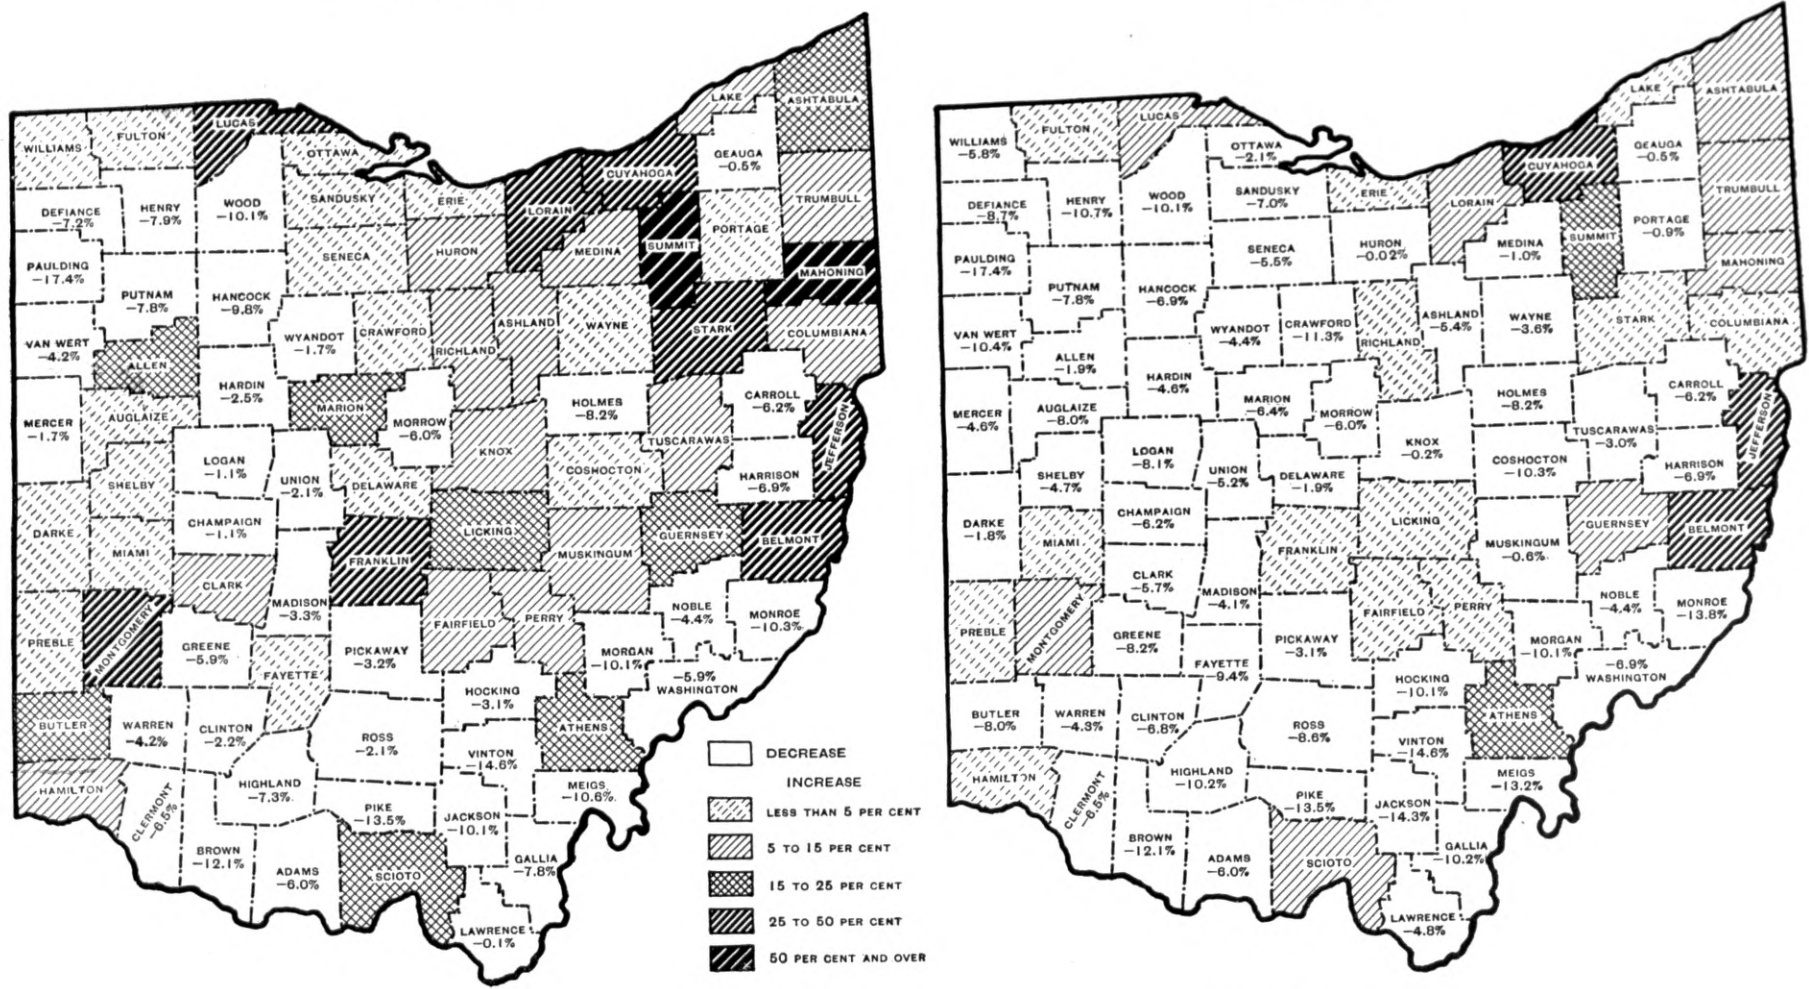 WILLIAMS
FULTON
LUCAS
OTTAWA
DEFIANCE
−7.2%
HENRY
−7.9%
WOOD
−10.1%
SANDUSKY
ERIE
LORAIN
CUYAHOGA
LAKE
GEAUGA
−0.5%
ASHTABULA
TRUMBULL
PAULDING
−17.4%
PUTNAM
−7.8%
HANCOCK
−9.8%
SENECA
HURON
MEDINA
SUMMIT
PORTAGE
MAHONING
VAN WERT
−4.2%
ALLEN
WYANDOT
−1.7%
CRAWFORD
RICHLAND
ASHLAND
WAYNE
STARK
COLUMBIANA
MERCER
−1.7%
AUGLAIZE
HARDIN
−2.5%
MARION
MORROW
−6.0%
KNOX
HOLMES
−8.2%
TUSCARAWAS
CARROLL
−6.2%
JEFFERSON
SHELBY
LOGAN
−1.1%
UNION
−2.1%
DELAWARE
COSHOCTON
HARRISON
−6.9%
DARKE
MIAMI
CHAMPAIGN
−1.1%
LICKING
MUSKINGUM
GUERNSEY
BELMONT
CLARK
MADISON
−3.3%
FRANKLIN
FAIRFIELD
PERRY
NOBLE
−4.4%
MONROE
−10.3%
PREBLE
MONTGOMERY
GREENE
−5.9%
FAYETTE
PICKAWAY
−3.2%
MORGAN
−10.1%
−5.9%
WASHINGTON
HOCKING
−3.1%
ATHENS
BUTLER
WARREN
−4.2%
CLINTON
−2.2%
ROSS
−2.1%
VINTON
−14.6%
HAMILTON
CLERMONT
−6.5%
HIGHLAND
−7.3%
PIKE
−13.5%
JACKSON
−10.1%
MEIGS
−10.6%
BROWN
−12.1%
ADAMS
−6.0%
SCIOTO
GALLIA
−7.8%
LAWRENCE
−0.1%
DECREASE
INCREASE
LESS THAN 5 PER CENT
5 TO 15 PER CENT
15 TO 25 PER CENT
25 TO 50 PER CENT
50 PER CENT AND OVER
WILLIAMS
−5.8%
FULTON
LUCAS
OTTAWA
−2.1%
DEFIANCE
−8.7%
HENRY
−10.7%
WOOD
−10.1%
SANDUSKY
−7.0%
ERIE
LORAIN
CUYAHOGA
LAKE
GEAUGA
−0.5%
ASHTABULA
TRUMBULL
PAULDING
−17.4%
PUTNAM
−7.8%
HANCOCK
−6.9%
SENECA
−5.5%
HURON
−0.02%
MEDINA
−1.0%
SUMMIT
PORTAGE
−0.9%
MAHONING
VAN WERT
−10.4%
ALLEN
−1.9%
WYANDOT
−4.4%
CRAWFORD
−11.3%
RICHLAND
ASHLAND
−5.4%
WAYNE
−3.6%
STARK
COLUMBIANA
MERCER
−4.6%
AUGLAIZE
−8.0%
HARDIN
−4.6%
MARION
−6.4%
MORROW
−6.0%
KNOX
−0.2%
HOLMES
−8.2%
TUSCARAWAS
−3.0%
CARROLL
−6.2%
JEFFERSON
SHELBY
−4.7%
LOGAN
−8.1%
UNION
−5.2%
DELAWARE
−1.9%
COSHOCTON
−10.3%
HARRISON
−6.9%
DARKE
−1.8%
MIAMI
CHAMPAIGN
−6.2%
LICKING
MUSKINGUM
−0.6%
GUERNSEY
BELMONT
CLARK
−5.7%
MADISON
−4.1%
FRANKLIN
FAIRFIELD
PERRY
NOBLE
−4.4%
MONROE
−13.8%
PREBLE
MONTGOMERY
GREENE
−8.2%
FAYETTE
−9.4%
PICKAWAY
−3.1%
MORGAN
−10.1%
−6.9%
WASHINGTON
HOCKING
−10.1%
ATHENS
BUTLER
−8.0%
WARREN
−4.3%
CLINTON
−6.8%
ROSS
−8.6%
VINTON
−14.6%
HAMILTON
CLERMONT
−6.5%
HIGHLAND
−10.2%
PIKE
−13.5%
JACKSON
−14.3%
MEIGS
−13.2%
BROWN
−12.1%
ADAMS
−6.0%
SCIOTO
GALLIA
−10.2%
LAWRENCE
−4.8%